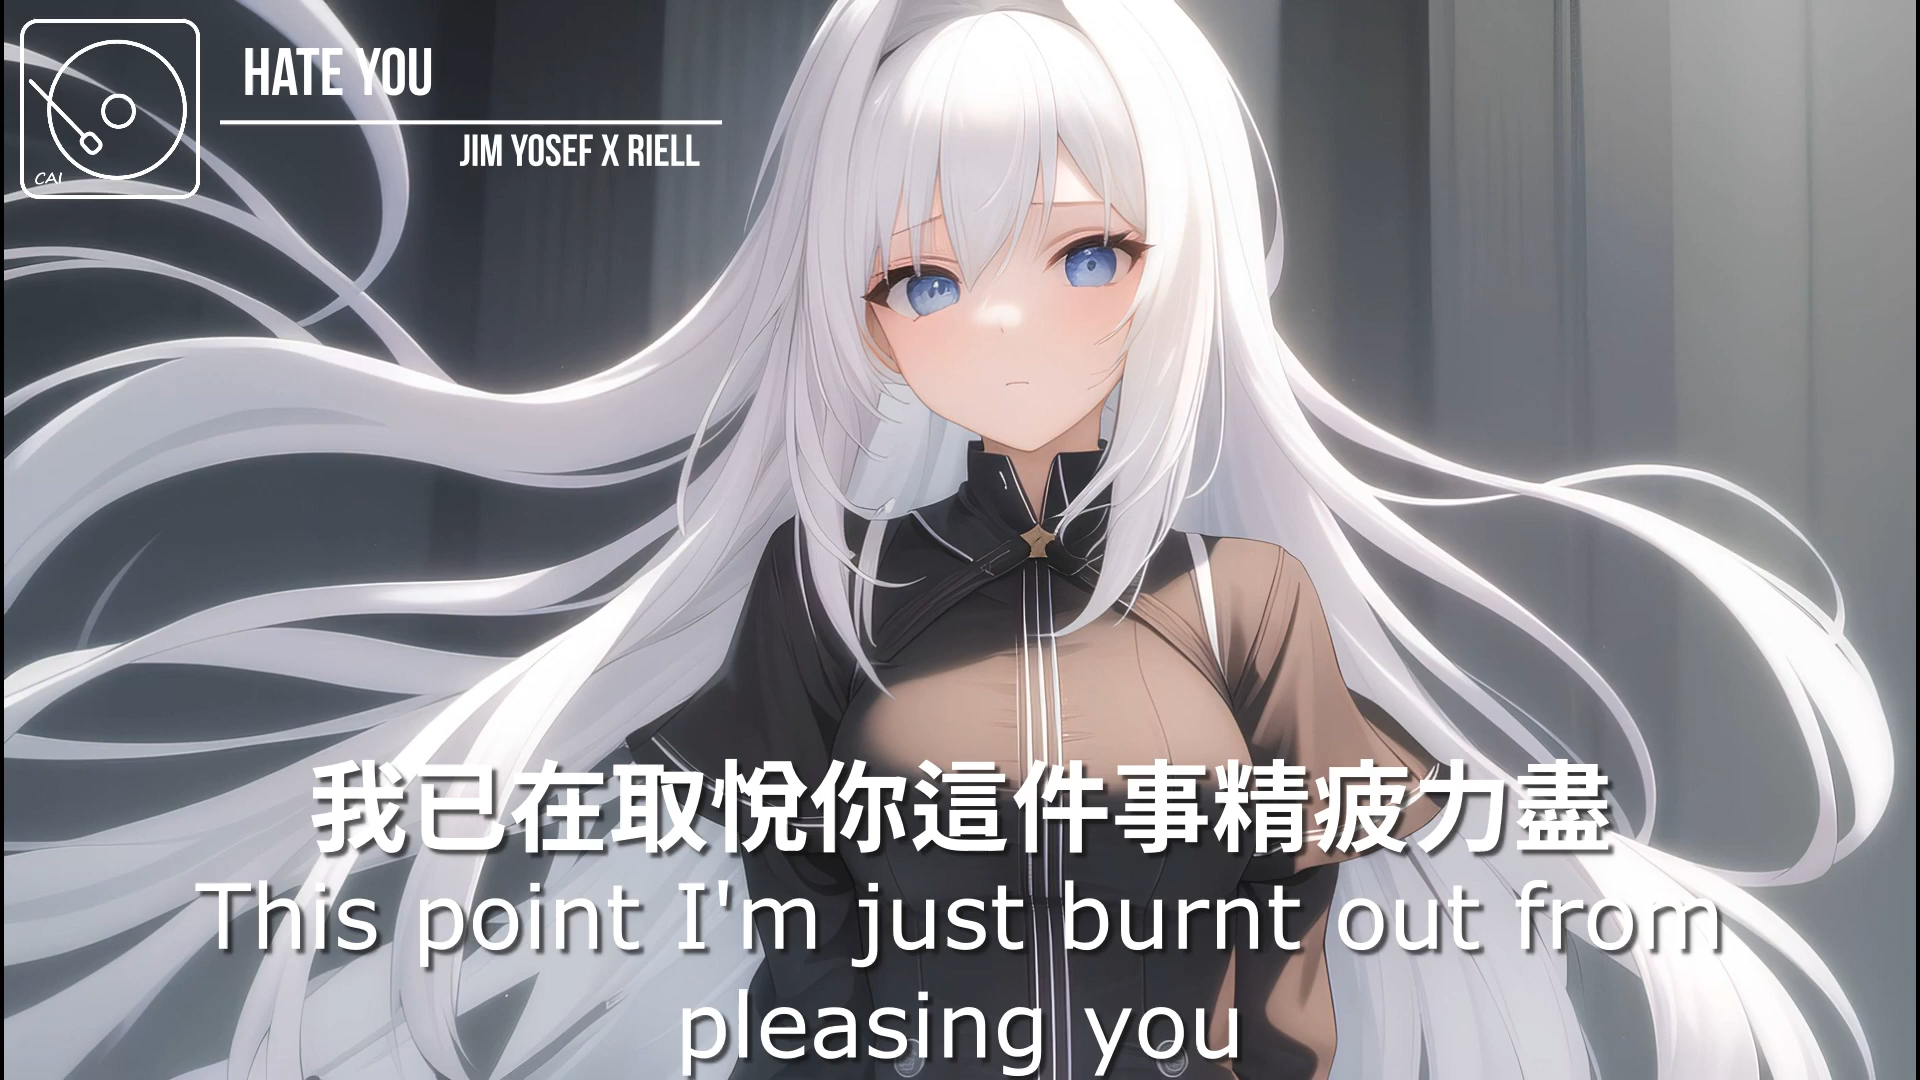 CAI
HATE YOU
JIM YOSEF X RIELL
我已在取悅你這件事精疲力盡
This point I'm just burnt out from
pleasing you